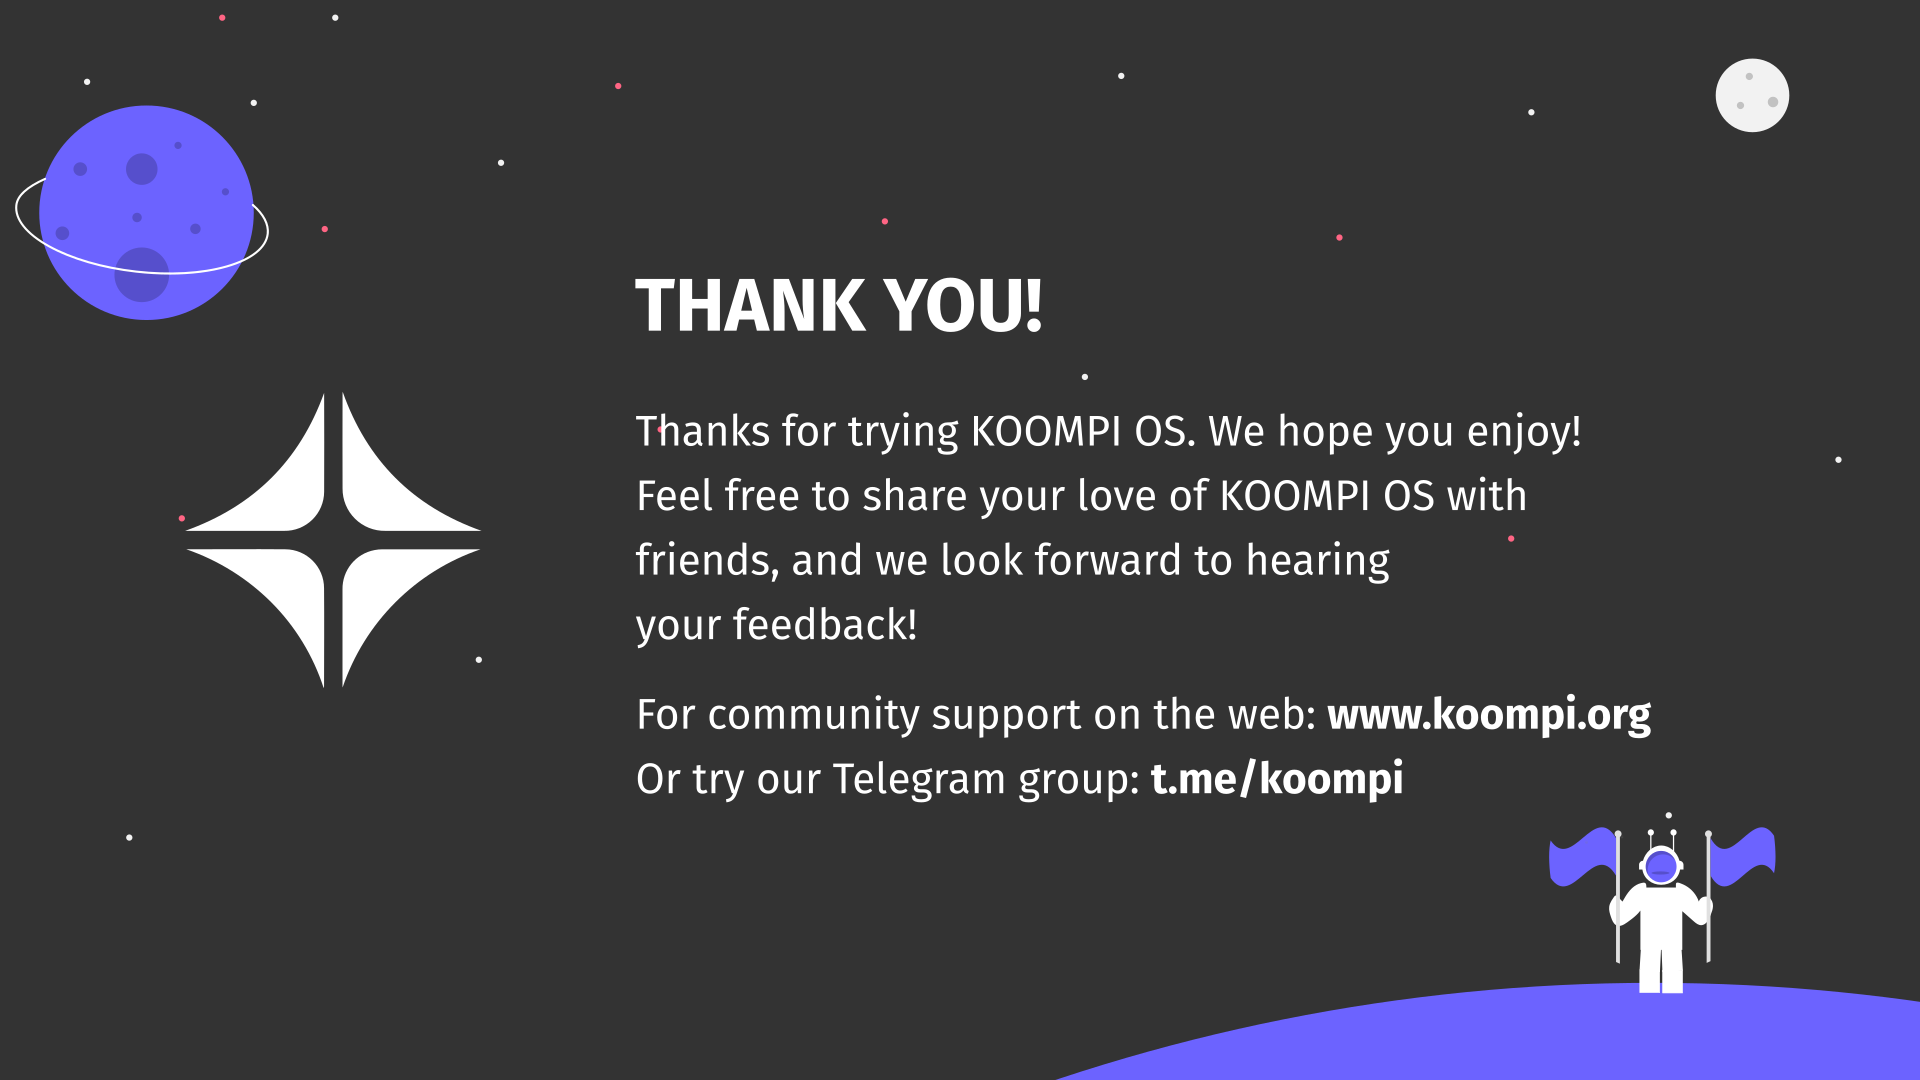 THANK YOU!
Thanks for trying KOOMPI OS. We hope you enjoy!
Feel free to share your love of KOOMPI OS with
friends, and we look forward to hearing
your feedback!
For community support on the web: www.koompi.org
Or try our Telegram group: t.me/koompi